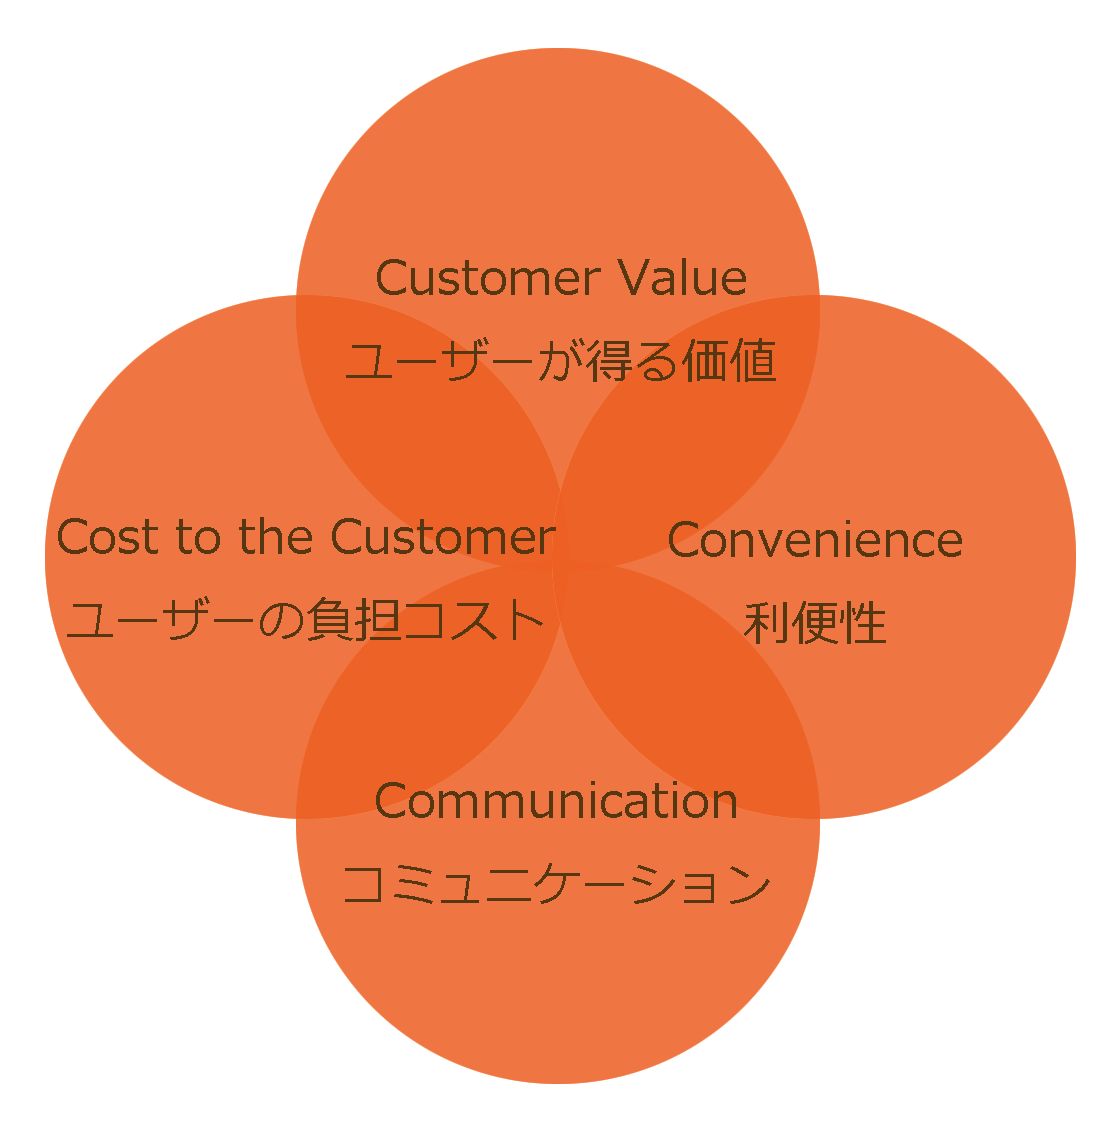 Customer Value
ユーザーが得る価値
Cost to the Customer
ユーザーの負担コスト
Convenience
利便性
Communication
コミュニケーション